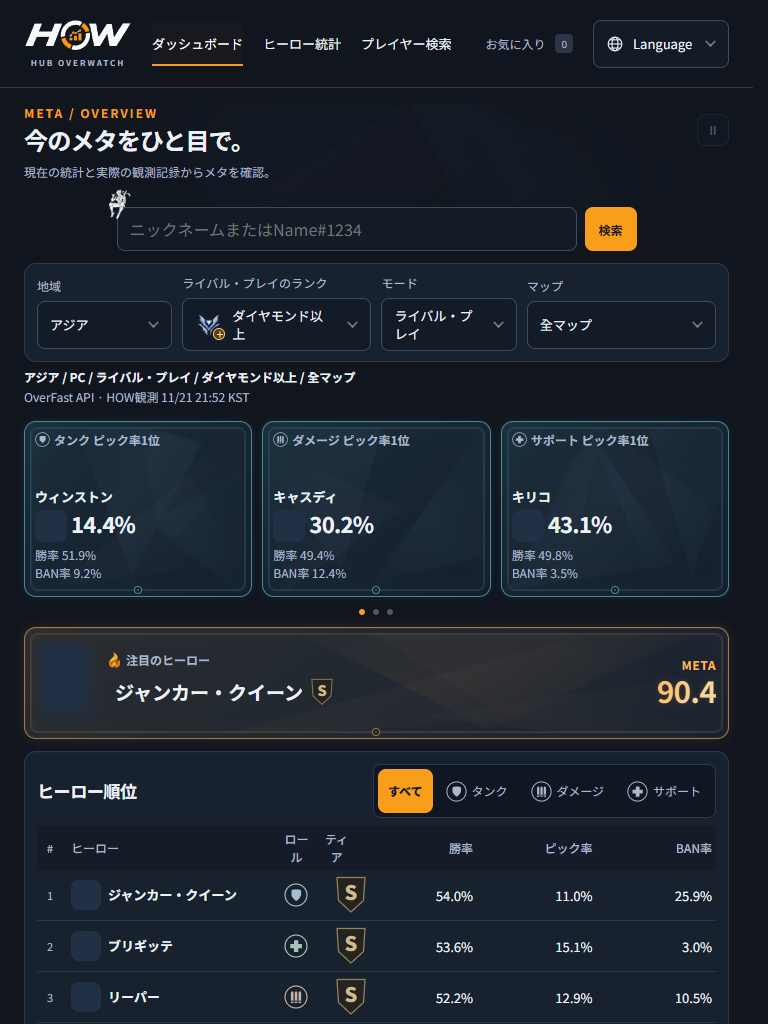 HOW
HUB OVERWATCH
ダッシュボード
ヒーロー統計
プレイヤー検索
お気に入り 0
Language
META / OVERVIEW
今のメタをひと目で。
現在の統計と実際の観測記録からメタを確認。
ニックネームまたはName#1234
検索
地域
ライバル・プレイのランク
モード
マップ
アジア
ダイヤモンド以
上
ライバル・プ
レイ
全マップ
アジア / PC / ライバル・プレイ / ダイヤモンド以上 / 全マップ
OverFast API · HOW観測 11/21 21:52 KST
タンク ピック率1位
ウィンストン
14.4%
勝率 51.9%
BAN率 9.2%
ダメージ ピック率1位
キャスディ
30.2%
勝率 49.4%
BAN率 12.4%
サポート ピック率1位
キリコ
43.1%
勝率 49.8%
BAN率 3.5%
注目のヒーロー
ジャンカー・クイーン S
META
90.4
ヒーロー順位
すべて
タンク
ダメージ
サポート
# ヒーロー ロール ティア 勝率 ピック率 BAN率
1 ジャンカー・クイーン S 54.0% 11.0% 25.9%
2 ブリギッテ S 53.6% 15.1% 3.0%
3 リーパー S 52.2% 12.9% 10.5%